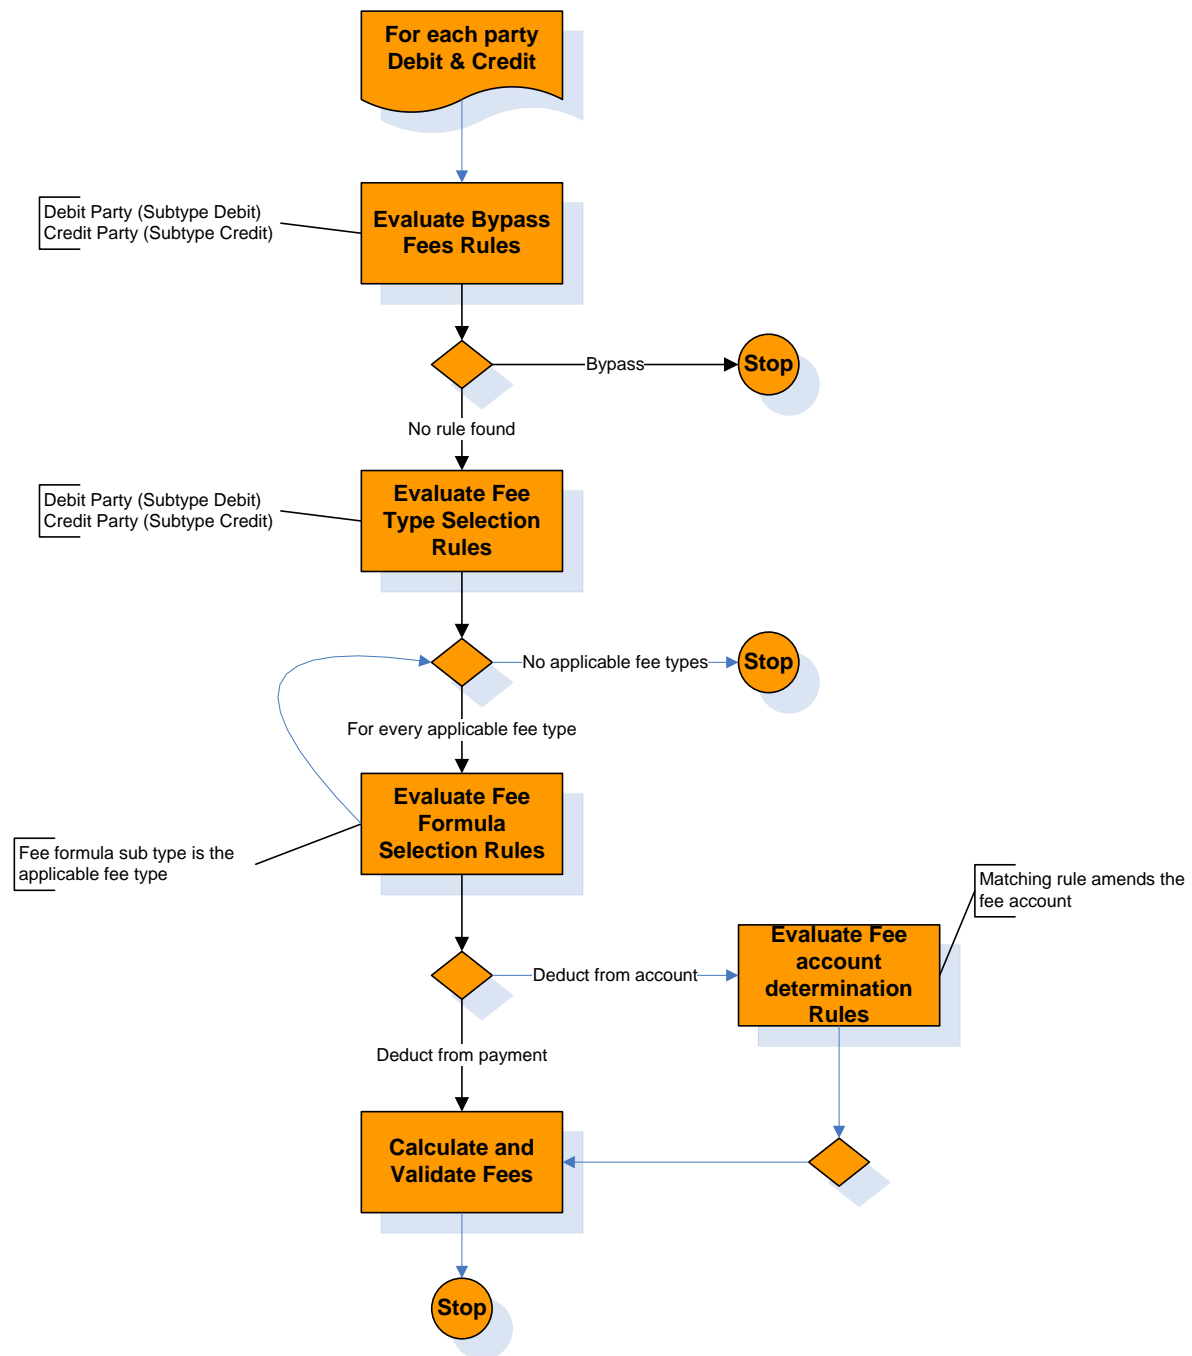 For each party
Debit & Credit
Debit Party (Subtype Debit)
Credit Party (Subtype Credit)
Evaluate Bypass
Fees Rules
Bypass
Stop
No rule found
Debit Party (Subtype Debit)
Credit Party (Subtype Credit)
Evaluate Fee
Type Selection
Rules
No applicable fee types
Stop
For every applicable fee type
Evaluate Fee
Formula
Selection Rules
Fee formula sub type is the
applicable fee type
Matching rule amends the
fee account
Deduct from account
Evaluate Fee
account
determination
Rules
Deduct from payment
Calculate and
Validate Fees
Stop